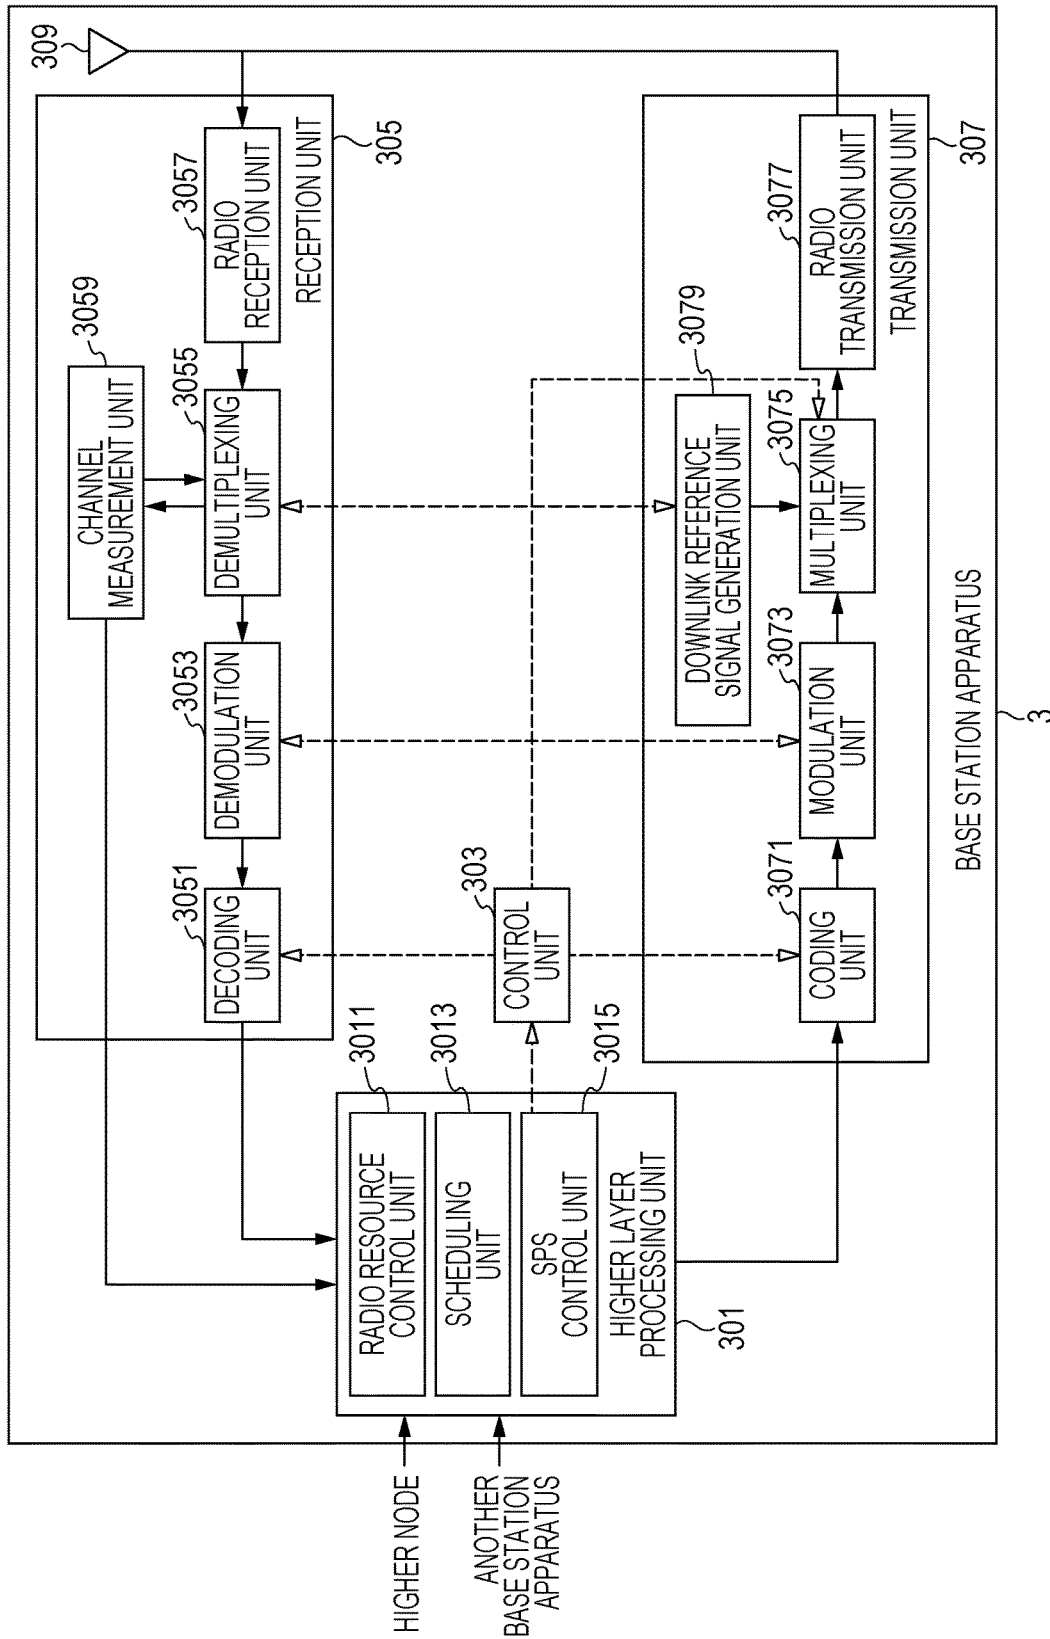 309
3059
CHANNEL
MEASUREMENT UNIT
3051
DECODING
UNIT
3053
DEMODULATION
UNIT
3055
DEMULTIPLEXING
UNIT
3057
RADIO
RECEPTION UNIT
RECEPTION UNIT
305
HIGHER NODE
ANOTHER
BASE STATION
APPARATUS
3011
RADIO RESOURCE
CONTROL UNIT
3013
SCHEDULING
UNIT
3015
SPS
CONTROL UNIT
HIGHER LAYER
PROCESSING UNIT
301
303
CONTROL
UNIT
3079
DOWNLINK REFERENCE
SIGNAL GENERATION UNIT
3071
CODING
UNIT
3073
MODULATION
UNIT
3075
MULTIPLEXING
UNIT
3077
RADIO
TRANSMISSION UNIT
TRANSMISSION UNIT
307
BASE STATION APPARATUS
3